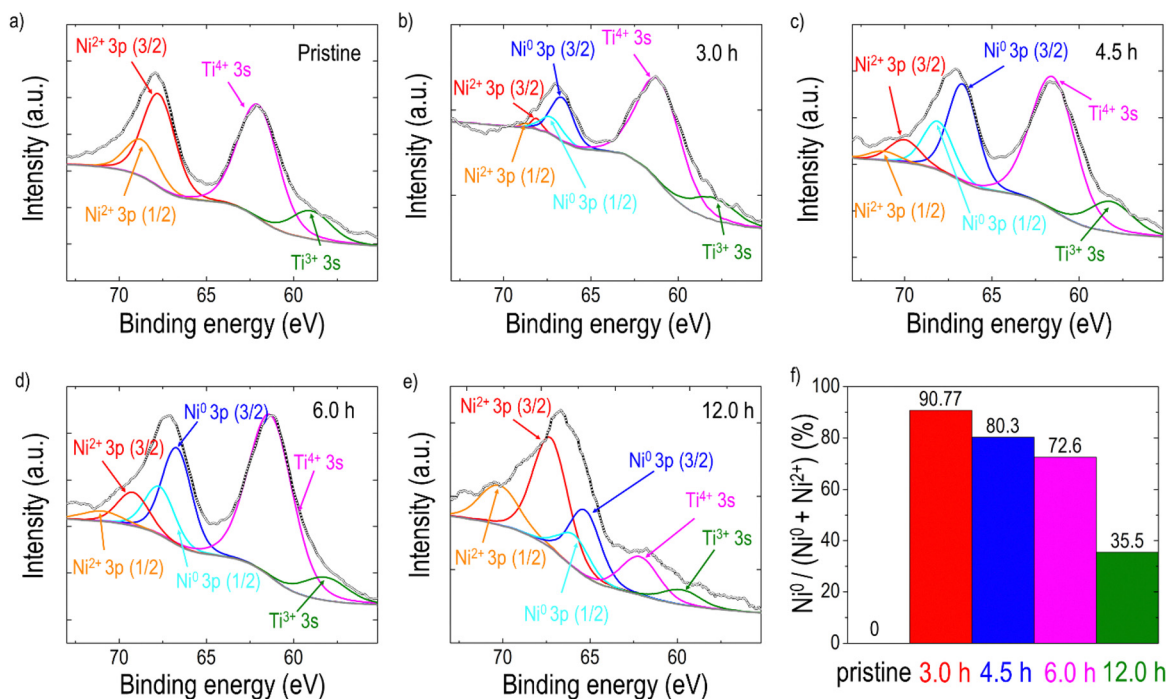 a)
Pristine
Ni²⁺ 3p (3/2)
Ti⁴⁺ 3s
Ni²⁺ 3p (1/2)
Ti³⁺ 3s
Intensity (a.u.)
70 65 60
Binding energy (eV)
b)
3.0 h
Ni⁰ 3p (3/2)
Ti⁴⁺ 3s
Ni²⁺ 3p (3/2)
Ni²⁺ 3p (1/2)
Ni⁰ 3p (1/2)
Ti³⁺ 3s
Intensity (a.u.)
70 65 60
Binding energy (eV)
c)
4.5 h
Ni²⁺ 3p (3/2)
Ni⁰ 3p (3/2)
Ti⁴⁺ 3s
Ni²⁺ 3p (1/2)
Ni⁰ 3p (1/2)
Ti³⁺ 3s
Intensity (a.u.)
70 65 60
Binding energy (eV)
d)
6.0 h
Ni⁰ 3p (3/2)
Ni²⁺ 3p (3/2)
Ti⁴⁺ 3s
Ni²⁺ 3p (1/2)
Ni⁰ 3p (1/2)
Ti³⁺ 3s
Intensity (a.u.)
70 65 60
Binding energy (eV)
e)
12.0 h
Ni²⁺ 3p (3/2)
Ni⁰ 3p (3/2)
Ti⁴⁺ 3s
Ti³⁺ 3s
Ni²⁺ 3p (1/2)
Ni⁰ 3p (1/2)
Intensity (a.u.)
70 65 60
Binding energy (eV)
f)
Ni⁰ / (Ni⁰ + Ni²⁺) (%)
100
80
60
40
20
0
0
90.77
80.3
72.6
35.5
pristine 3.0 h 4.5 h 6.0 h 12.0 h